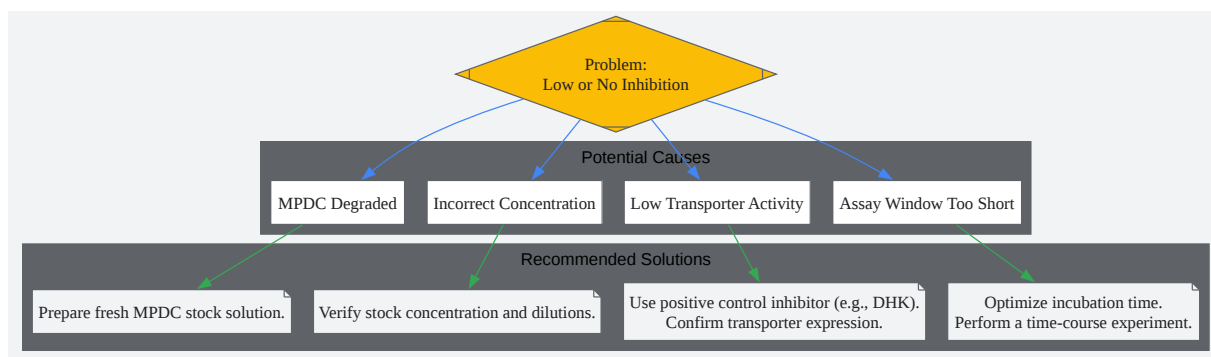 Problem:
Low or No Inhibition
Potential Causes
MPDC Degraded
Incorrect Concentration
Low Transporter Activity
Assay Window Too Short
Recommended Solutions
Prepare fresh MPDC stock solution.
Verify stock concentration and dilutions.
Use positive control inhibitor (e.g., DHK).
Confirm transporter expression.
Optimize incubation time.
Perform a time-course experiment.